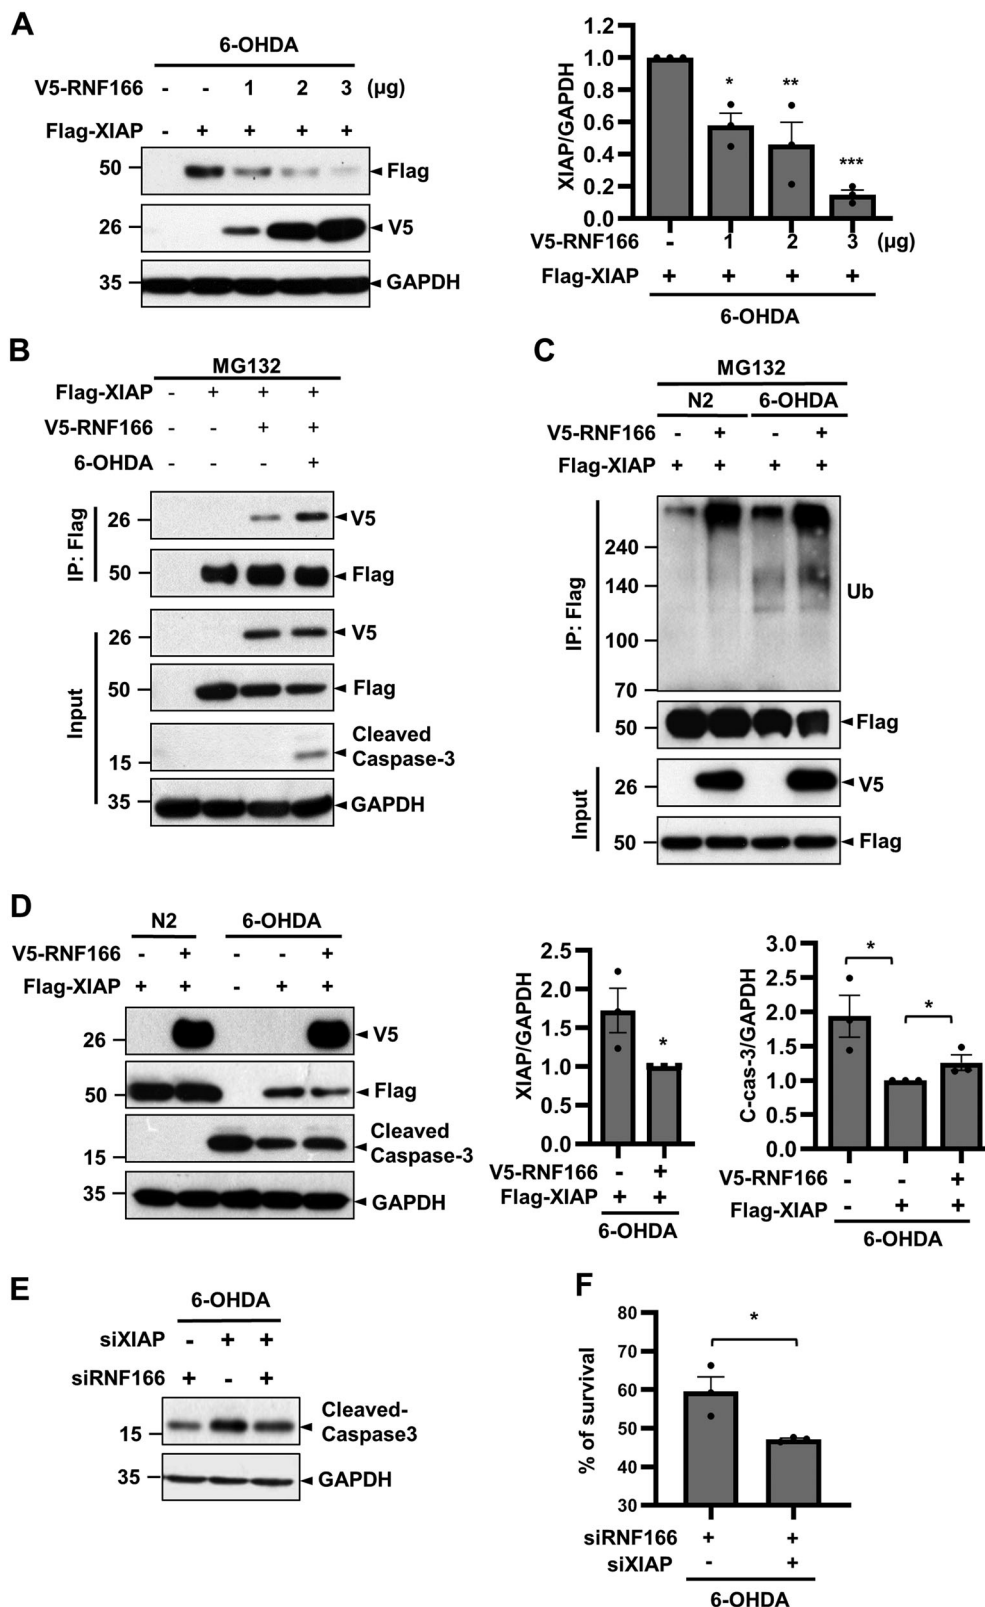 A
6-OHDA
V5-RNF166 - - 1 2 3 (µg)
Flag-XIAP - + + + +
50 Flag
26 V5
35 GAPDH
XIAP/GAPDH
1.2
1.0
0.8
0.6
0.4
0.2
0.0
* ** ***
V5-RNF166 - 1 2 3 (µg)
Flag-XIAP + + + +
6-OHDA
B
MG132
Flag-XIAP - + + +
V5-RNF166 - - + +
6-OHDA - - - +
IP: Flag
26 V5
50 Flag
Input
26 V5
50 Flag
Cleaved
15 Caspase-3
35 GAPDH
C
MG132
N2 6-OHDA
V5-RNF166 - + - +
Flag-XIAP + + + +
IP: Flag
240
140
Ub
100
70
50 Flag
Input
26 V5
50 Flag
D
N2 6-OHDA
V5-RNF166 - + - - +
Flag-XIAP + + - + +
26 V5
50 Flag
Cleaved
15 Caspase-3
35 GAPDH
XIAP/GAPDH
2.5
2.0
1.5
1.0
0.5
0.0
*
V5-RNF166 - +
Flag-XIAP + +
6-OHDA
C-cas-3/GAPDH
3.0
2.5
2.0
1.5
1.0
0.5
0.0
* *
V5-RNF166 - - +
Flag-XIAP - + +
6-OHDA
E
6-OHDA
siXIAP - + +
siRNF166 + - +
Cleaved-
15 Caspase3
35 GAPDH
F
% of survival
80
70
60
50
40
30
*
siRNF166 + +
siXIAP - +
6-OHDA